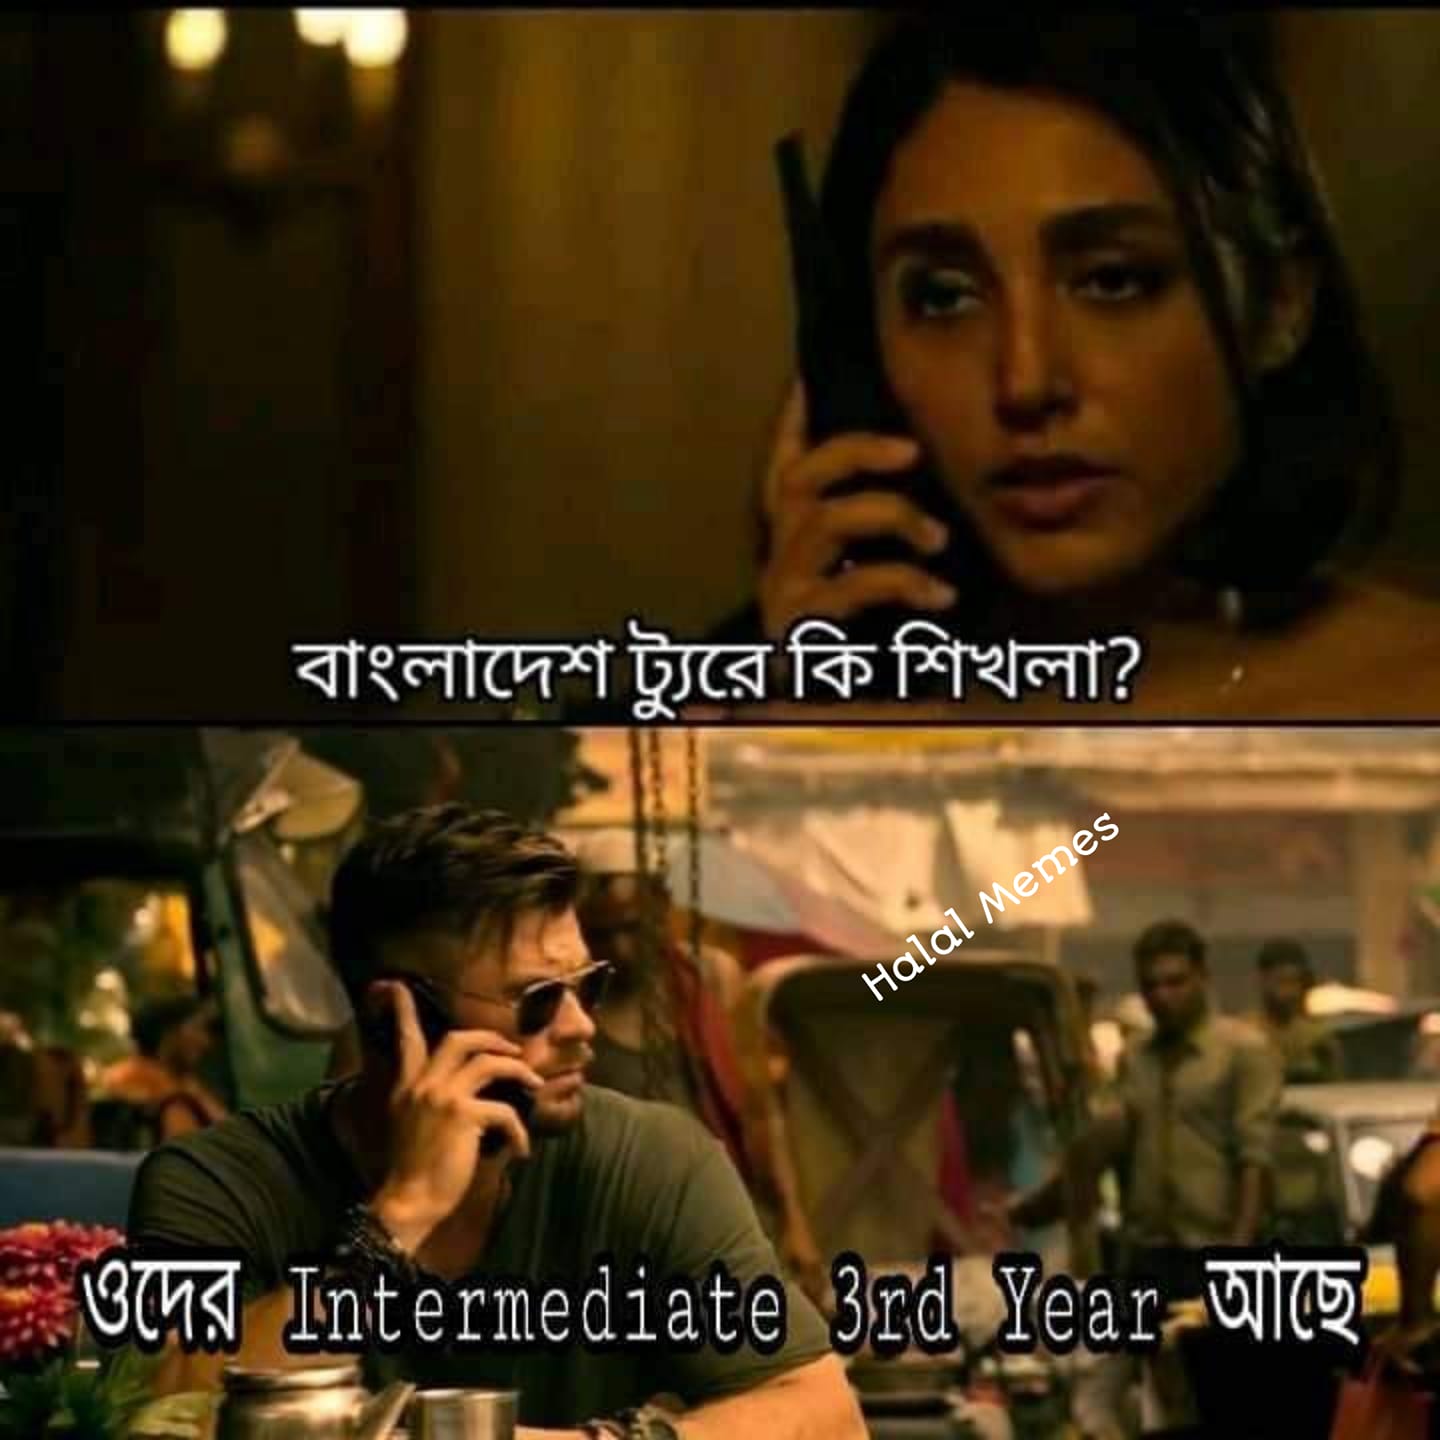 বাংলাদেশ ট্যুরে কি শিখলা?
Halal Memes
ওদের Intermediate 3rd Year আছে